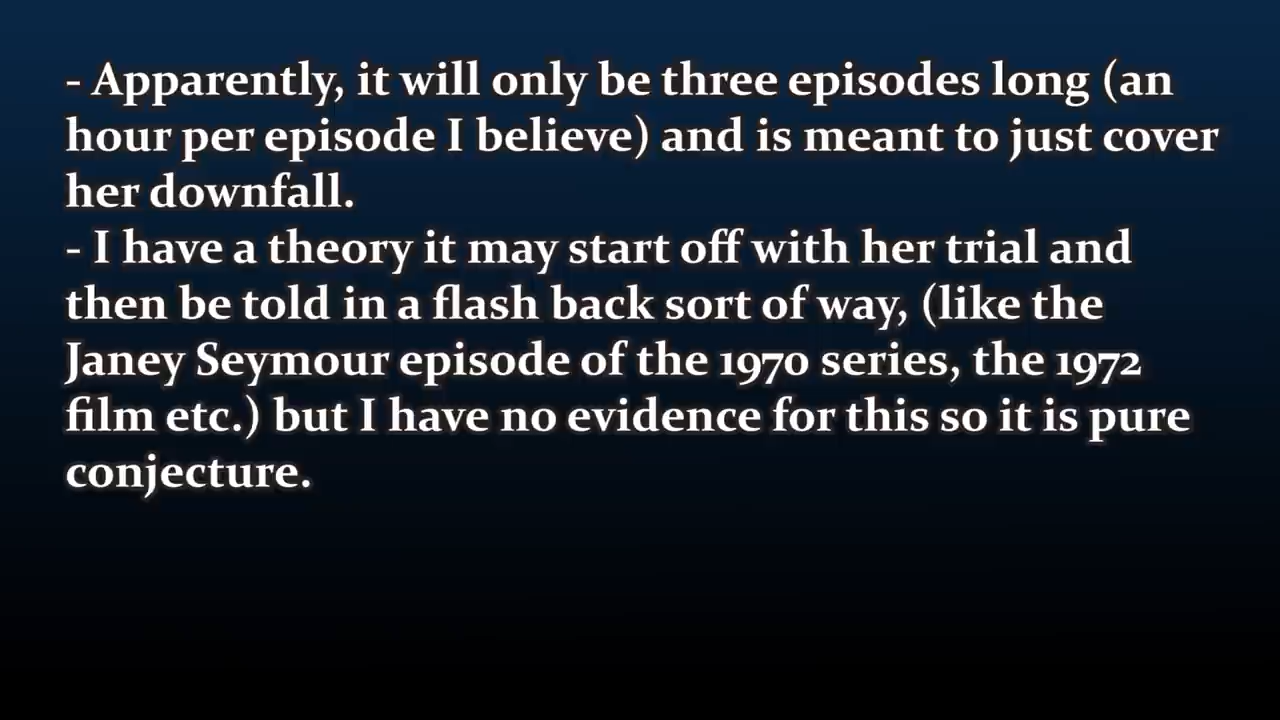 - Apparently, it will only be three episodes long (an
hour per episode I believe) and is meant to just cover
her downfall.
- I have a theory it may start off with her trial and
then be told in a flash back sort of way, (like the
Janey Seymour episode of the 1970 series, the 1972
film etc.) but I have no evidence for this so it is pure
conjecture.